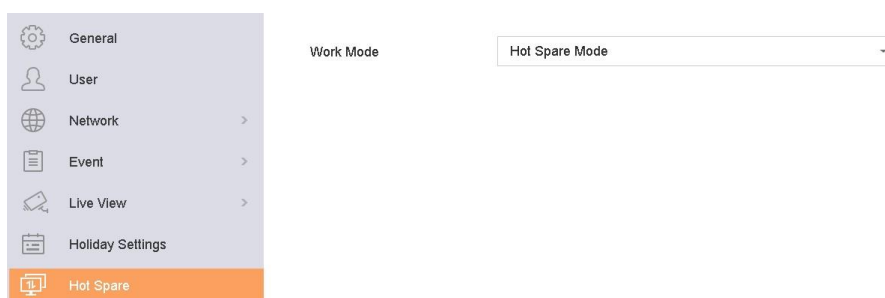 General
Work Mode
Hot Spare Mode
User
Network
Event
Live View
Holiday Settings
Hot Spare